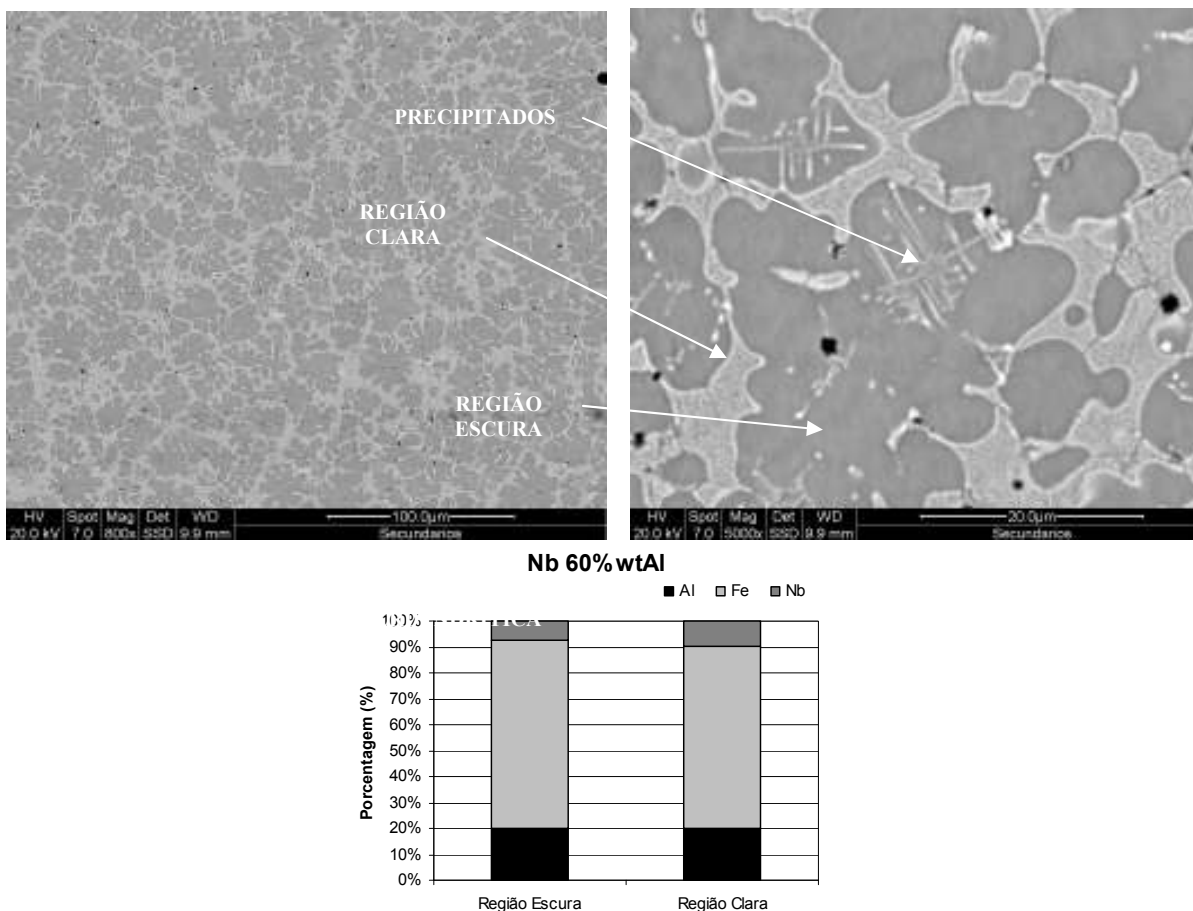 PRECIPITADOS
REGIÃO
CLARA
REGIÃO
ESCURA
HV Spot Mag Det WD 100.0µm
20.0 kV 7.0 800x SSD 9.9 mm Secundarios
HV Spot Mag Det WD 20.0µm
20.0 kV 7.0 5000x SSD 9.9 mm Secundarios
Nb 60%wtAl
Al Fe Nb
100%
90%
80%
70%
60%
50%
40%
30%
20%
10%
0%
Porcentagem (%)
Região Escura Região Clara